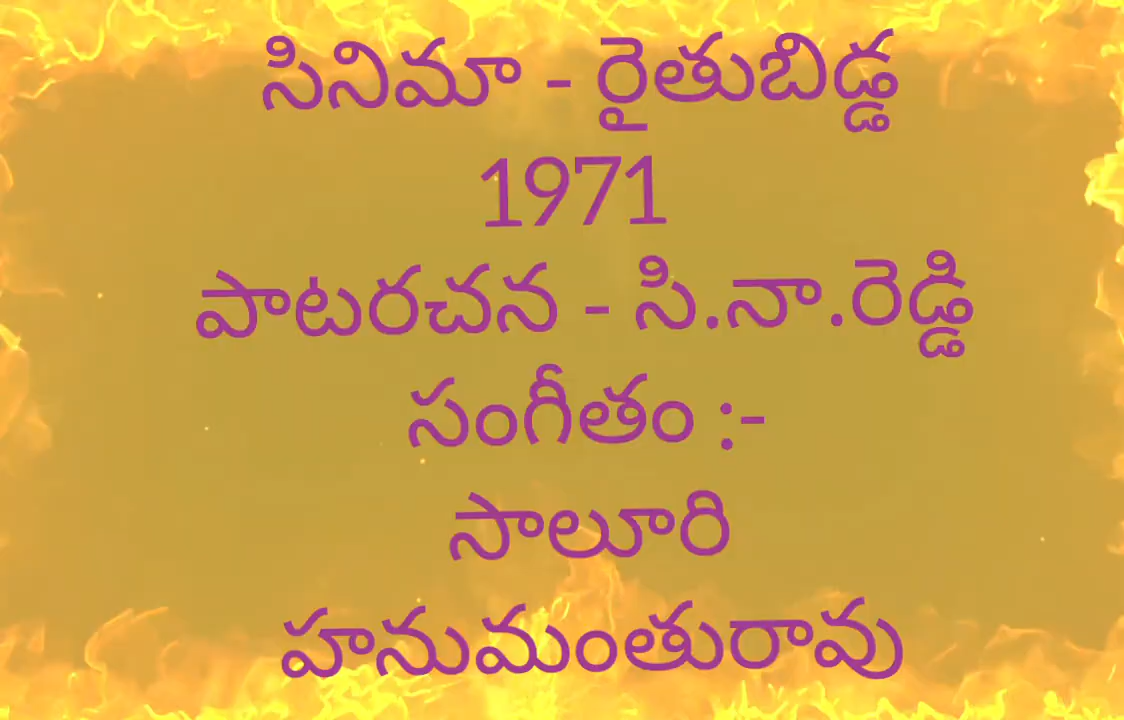 సినిమా - రైతుబిడ్డ
1971
పాటరచన - సి.నా.రెడ్డి
సంగీతం :-
సాలూరి
హనుమంతురావు